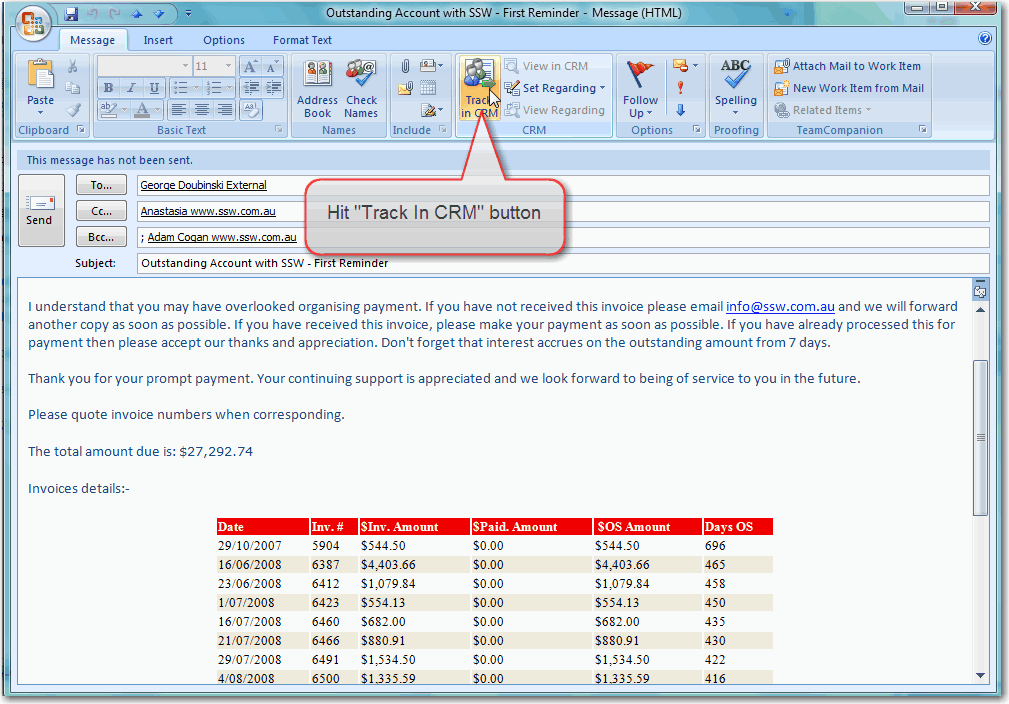 Outstanding Account with SSW - First Reminder - Message (HTML)
Message Insert Options Format Text
11
View in CRM
Attach Mail to Work Item
Paste
Address Book
Check Names
Track in CRM
Set Regarding
Follow Up
ABC
Spelling
New Work Item from Mail
B I U
ab
A
View Regarding
Related Items
Clipboard Basic Text Names Include CRM Options Proofing TeamCompanion
This message has not been sent.
Send
To... George Doubinski External
Cc... Anastasia www.ssw.com.au
Bcc... ; Adam Cogan www.ssw.com.au
Hit "Track In CRM" button
Subject: Outstanding Account with SSW - First Reminder
I understand that you may have overlooked organising payment. If you have not received this invoice please email info@ssw.com.au and we will forward
another copy as soon as possible. If you have received this invoice, please make your payment as soon as possible. If you have already processed this for
payment then please accept our thanks and appreciation. Don't forget that interest accrues on the outstanding amount from 7 days.
Thank you for your prompt payment. Your continuing support is appreciated and we look forward to being of service to you in the future.
Please quote invoice numbers when corresponding.
The total amount due is: $27,292.74
Invoices details:-
Date Inv. # $Inv. Amount $Paid. Amount $OS Amount Days OS
29/10/2007 5904 $544.50 $0.00 $544.50 696
16/06/2008 6387 $4,403.66 $0.00 $4,403.66 465
23/06/2008 6412 $1,079.84 $0.00 $1,079.84 458
1/07/2008 6423 $554.13 $0.00 $554.13 450
16/07/2008 6460 $682.00 $0.00 $682.00 435
21/07/2008 6466 $880.91 $0.00 $880.91 430
29/07/2008 6491 $1,534.50 $0.00 $1,534.50 422
4/08/2008 6500 $1,335.59 $0.00 $1,335.59 416